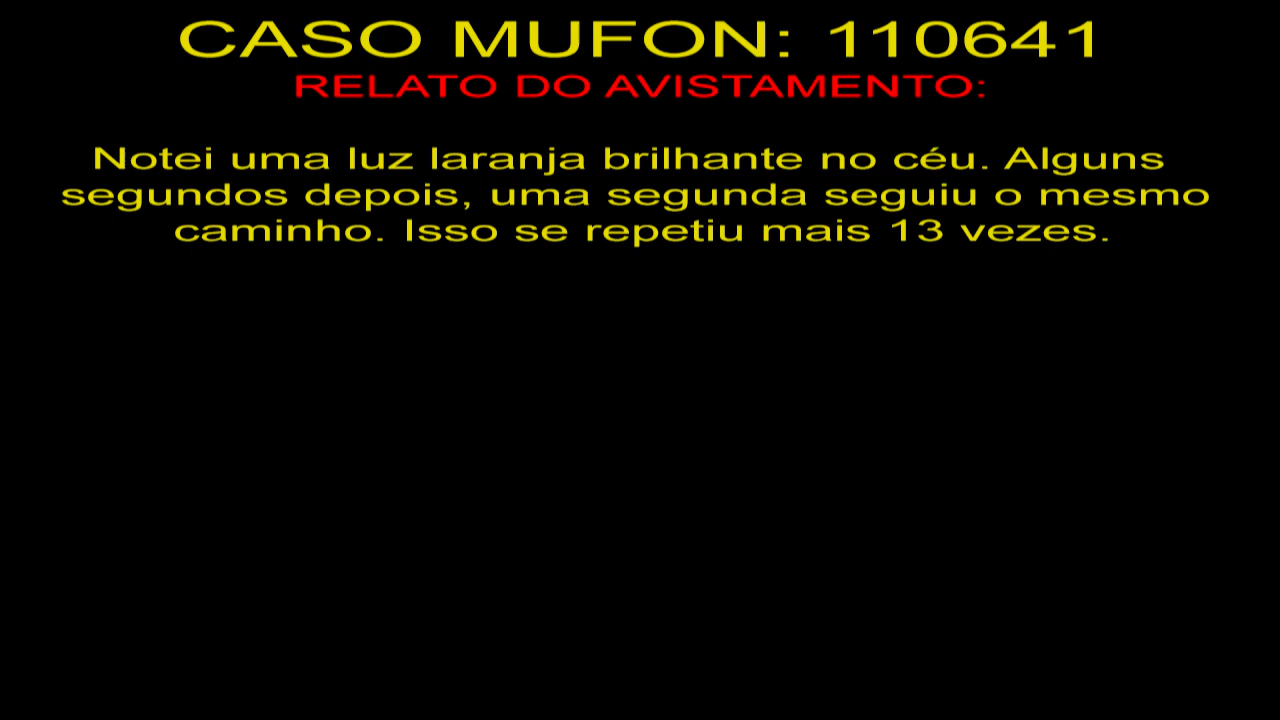 CASO MUFON: 110641
RELATO DO AVISTAMENTO:
Notei uma luz laranja brilhante no céu. Alguns
segundos depois, uma segunda seguiu o mesmo
caminho. Isso se repetiu mais 13 vezes.